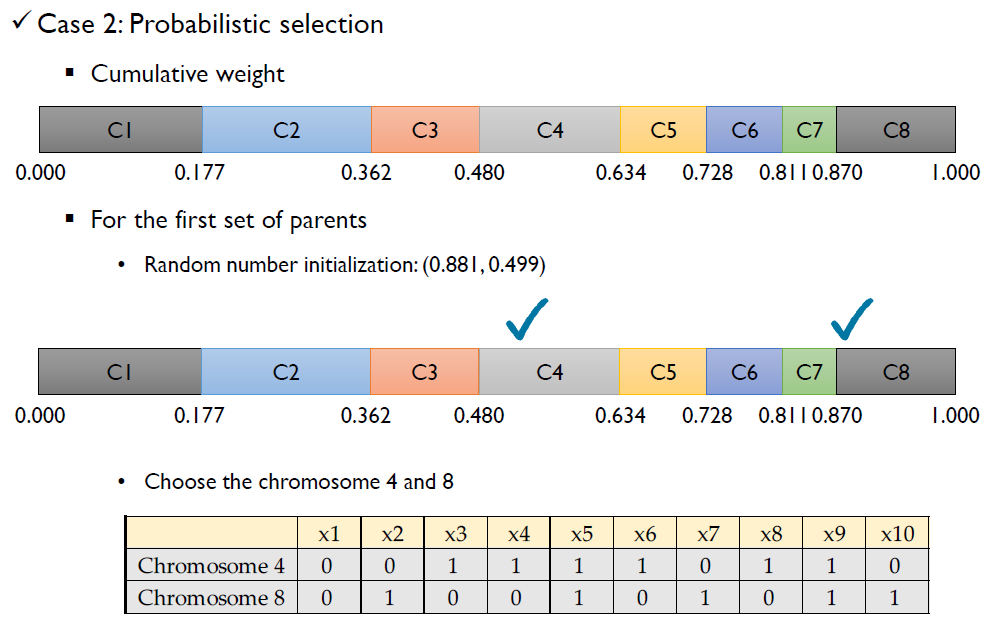 ✓ Case 2: Probabilistic selection
▪ Cumulative weight
C1 C2 C3 C4 C5 C6 C7 C8
0.000 0.177 0.362 0.480 0.634 0.728 0.811 0.870 1.000
▪ For the first set of parents
• Random number initialization: (0.881, 0.499)
C1 C2 C3 C4 C5 C6 C7 C8
0.000 0.177 0.362 0.480 0.634 0.728 0.811 0.870 1.000
• Choose the chromosome 4 and 8
x1 x2 x3 x4 x5 x6 x7 x8 x9 x10
Chromosome 4 0 0 1 1 1 1 0 1 1 0
Chromosome 8 0 1 0 0 1 0 1 0 1 1